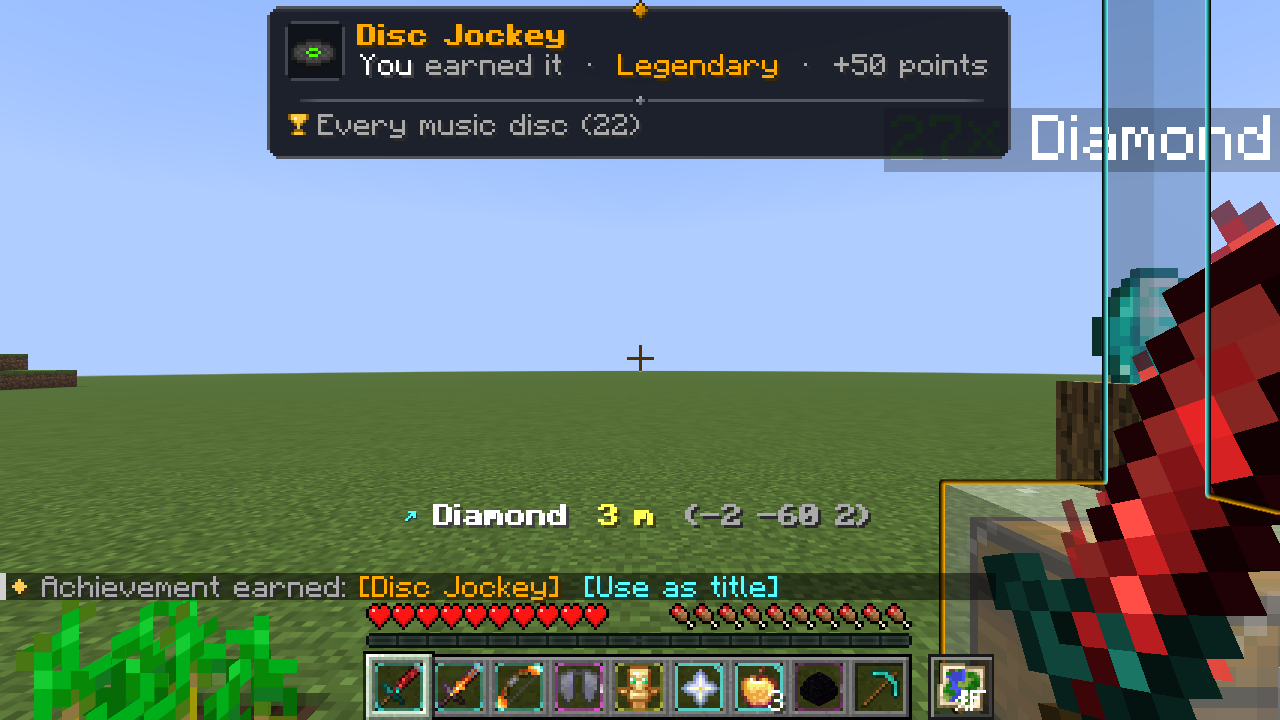 Disc Jockey
You earned it · Legendary · +50 points
Every music disc (22)
27x Diamond
Diamond 3 m (-2 -60 2)
Achievement earned: [Disc Jockey] [Use as title]
3